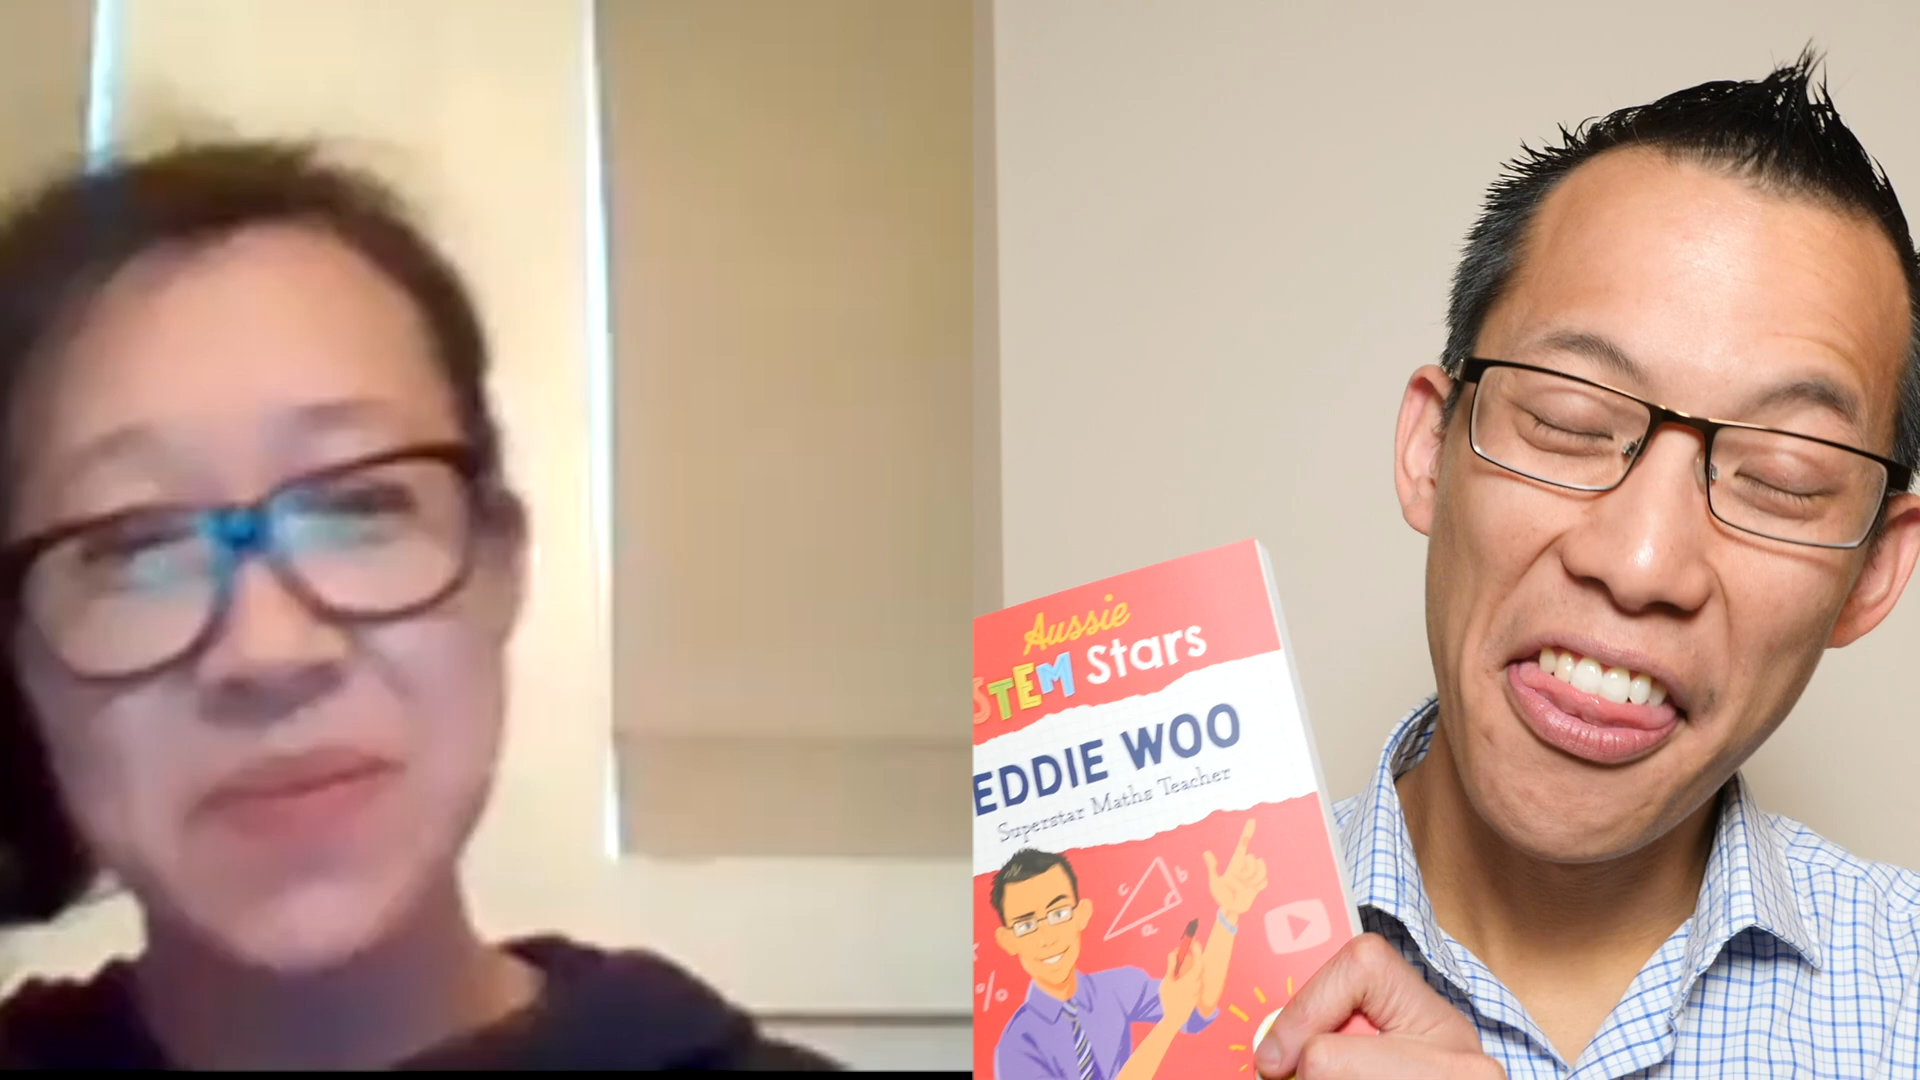 Aussie
STEM Stars
EDDIE WOO
Superstar Maths Teacher
c
b
a
%